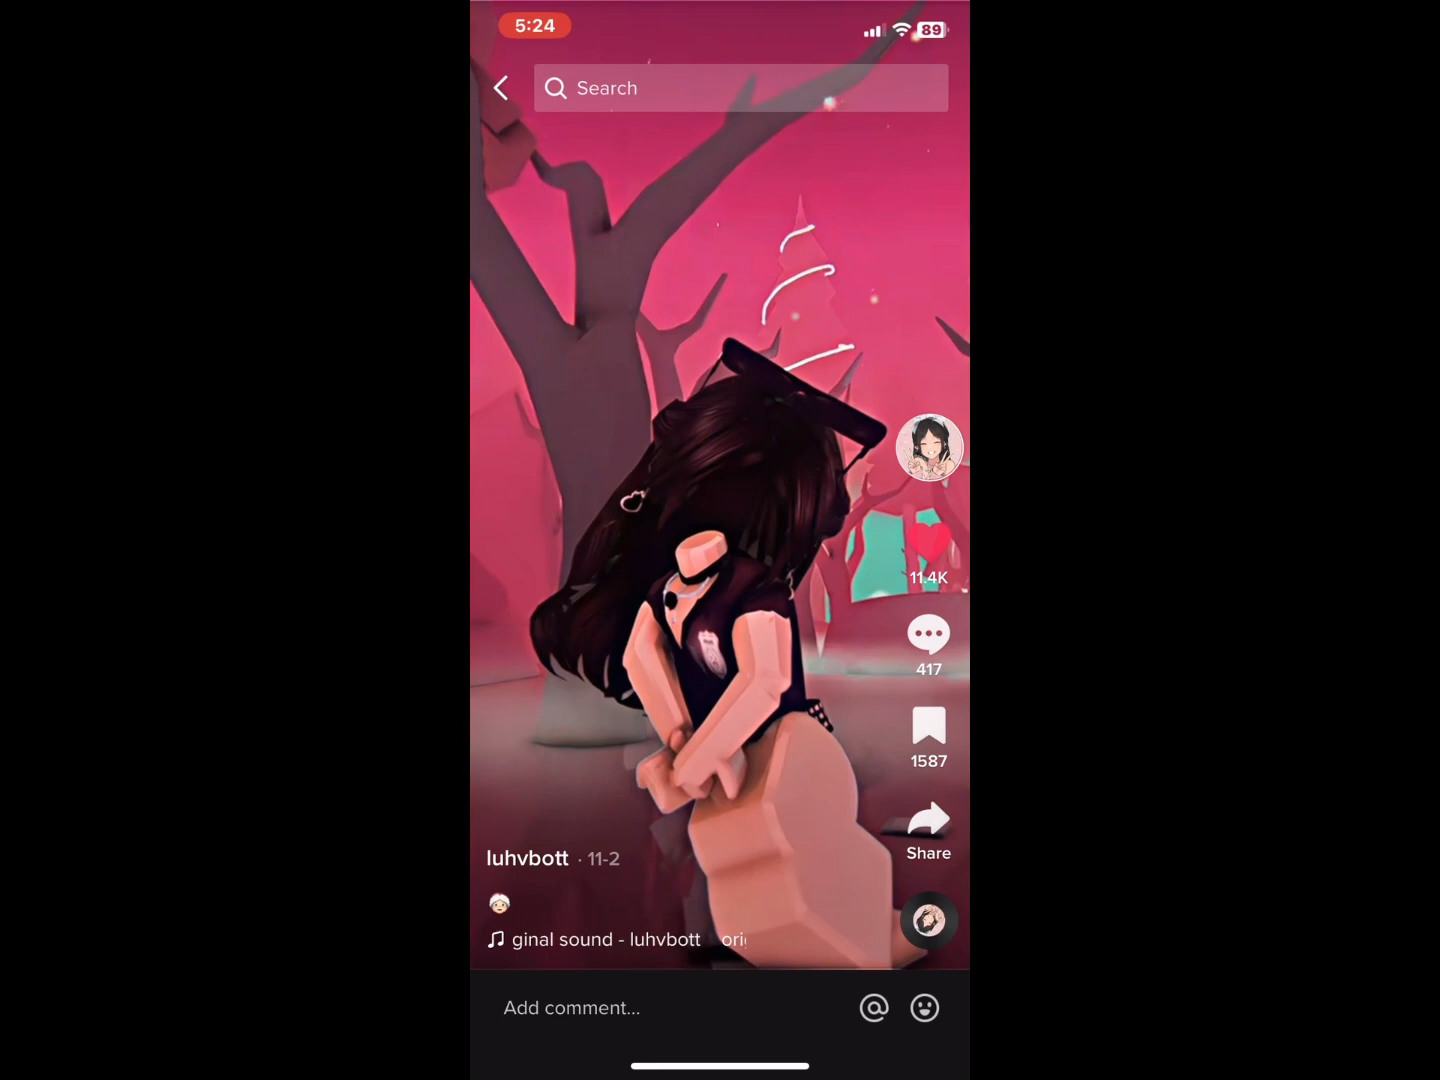 5:24
89
Search
11.4K
417
1587
Share
luhvbott · 11-2
ginal sound - luhvbott ori
Add comment...